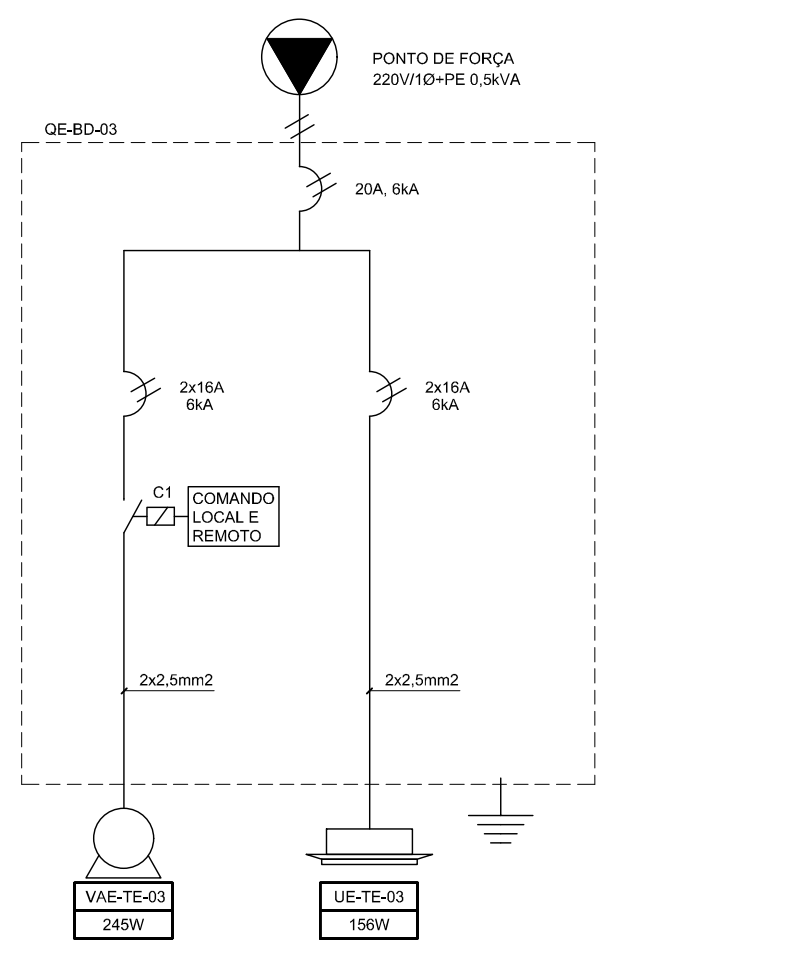 PONTO DE FORÇA
220V/1Ø+PE 0,5kVA
QE-BD-03
20A, 6kA
2x16A
6kA
2x16A
6kA
C1
COMANDO
LOCAL E
REMOTO
2x2,5mm2
2x2,5mm2
VAE-TE-03
245W
UE-TE-03
156W